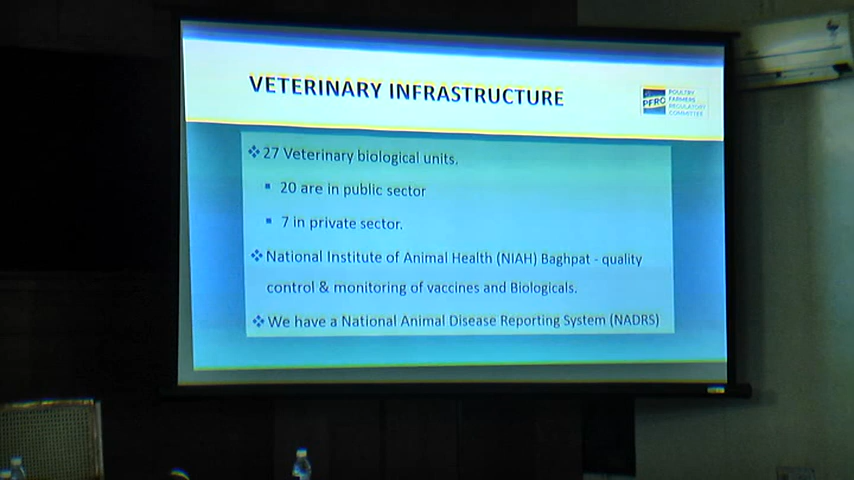 VETERINARY INFRASTRUCTURE
PFRC
POULTRY
FARMERS
REGULATORY
COMMITTEE
❖27 Veterinary biological units.
▪ 20 are in public sector
▪ 7 in private sector.
❖National Institute of Animal Health (NIAH) Baghpat - quality
control & monitoring of vaccines and Biologicals.
❖We have a National Animal Disease Reporting System (NADRS)